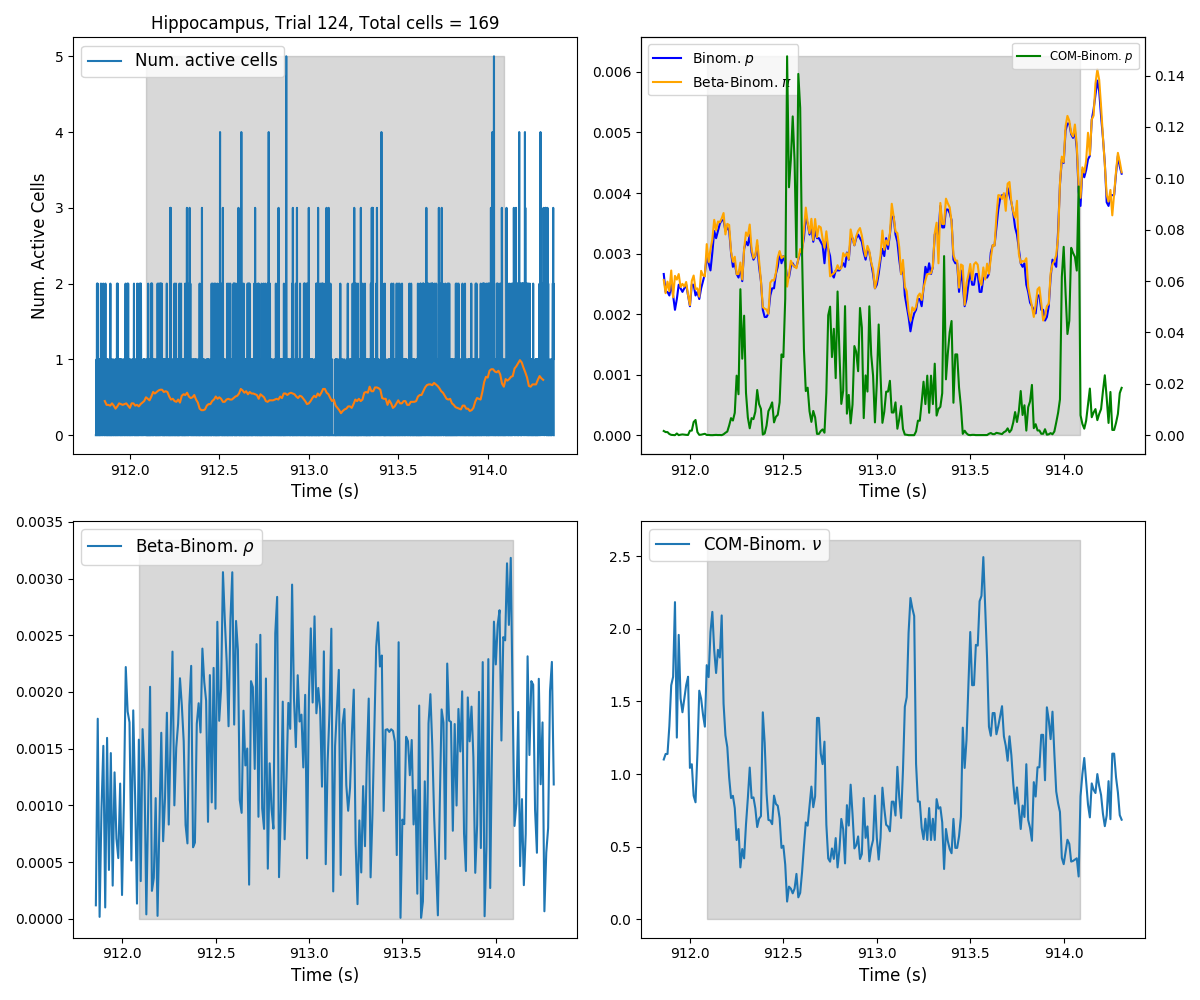 Hippocampus, Trial 124, Total cells = 169
Num. active cells
Num. Active Cells
5
4
3
2
1
0
912.0 912.5 913.0 913.5 914.0
Time (s)
Binom. p
Beta-Binom. π
COM-Binom. p
0.006
0.005
0.004
0.003
0.002
0.001
0.000
0.14
0.12
0.10
0.08
0.06
0.04
0.02
0.00
912.0 912.5 913.0 913.5 914.0
Time (s)
Beta-Binom. ρ
0.0035
0.0030
0.0025
0.0020
0.0015
0.0010
0.0005
0.0000
912.0 912.5 913.0 913.5 914.0
Time (s)
COM-Binom. ν
2.5
2.0
1.5
1.0
0.5
0.0
912.0 912.5 913.0 913.5 914.0
Time (s)